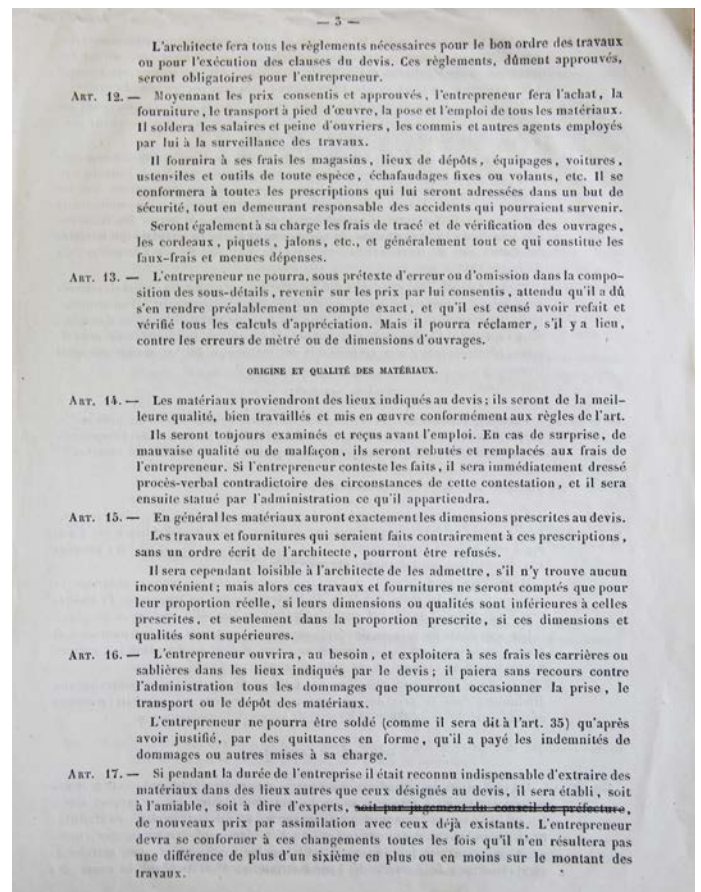 — 3 —
L'architecte fera tous les règlements nécessaires pour le bon ordre des travaux
ou pour l'exécution des clauses du devis. Ces règlements, dûment approuvés,
seront obligatoires pour l'entrepreneur.
ART. 12. — Moyennant les prix consentis et approuvés, l'entrepreneur fera l'achat, la
fourniture, le transport à pied d'œuvre, la pose et l'emploi de tous les matériaux.
Il soldera les salaires et peine d'ouvriers, les commis et autres agents employés
par lui à la surveillance des travaux.
Il fournira à ses frais les magasins, lieux de dépôts, équipages, voitures,
usten-iles et outils de toute espèce, échafaudages fixes ou volants, etc. Il se
conformera à toutes les prescriptions qui lui seront adressées dans un but de
sécurité, tout en demeurant responsable des accidents qui pourraient survenir.
Seront également à sa charge les frais de tracé et de vérification des ouvrages,
les cordeaux, piquets, jalons, etc., et généralement tout ce qui constitue les
faux-frais et menues dépenses.
ART. 13. — L'entrepreneur ne pourra, sous prétexte d'erreur ou d'omission dans la compo-
sition des sous-détails, revenir sur les prix par lui consentis, attendu qu'il a dû
s'en rendre préalablement un compte exact, et qu'il est censé avoir refait et
vérifié tous les calculs d'appréciation. Mais il pourra réclamer, s'il y a lieu,
contre les erreurs de métré ou de dimensions d'ouvrages.
ORIGINE ET QUALITÉ DES MATÉRIAUX.
ART. 14. — Les matériaux proviendront des lieux indiqués au devis; ils seront de la meil-
leure qualité, bien travaillés et mis en œuvre conformément aux règles de l'art.
Ils seront toujours examinés et reçus avant l'emploi. En cas de surprise, de
mauvaise qualité ou de malfaçon, ils seront rebutés et remplacés aux frais de
l'entrepreneur. Si l'entrepreneur conteste les faits, il sera immédiatement dressé
procès-verbal contradictoire des circonstances de cette contestation, et il sera
ensuite statué par l'administration ce qu'il appartiendra.
ART. 15. — En général les matériaux auront exactement les dimensions prescrites au devis.
Les travaux et fournitures qui seraient faits contrairement à ces prescriptions,
sans un ordre écrit de l'architecte, pourront être refusés.
Il sera cependant loisible à l'architecte de les admettre, s'il n'y trouve aucun
inconvénient; mais alors ces travaux et fournitures ne seront comptés que pour
leur proportion réelle, si leurs dimensions ou qualités sont inférieures à celles
prescrites, et seulement dans la proportion prescrite, si ces dimensions et
qualités sont supérieures.
ART. 16. — L'entrepreneur ouvrira, au besoin, et exploitera à ses frais les carrières ou
sablières dans les lieux indiqués par le devis; il paiera sans recours contre
l'administration tous les dommages que pourront occasionner la prise, le
transport ou le dépôt des matériaux.
L'entrepreneur ne pourra être soldé (comme il sera dit à l'art. 35) qu'après
avoir justifié, par des quittances en forme, qu'il a payé les indemnités de
dommages ou autres mises à sa charge.
ART. 17. — Si pendant la durée de l'entreprise il était reconnu indispensable d'extraire des
matériaux dans des lieux autres que ceux désignés au devis, il sera établi, soit
à l'amiable, soit à dire d'experts, soit par jugement du conseil de préfecture,
de nouveaux prix par assimilation avec ceux déjà existants. L'entrepreneur
devra se conformer à ces changements toutes les fois qu'il n'en résultera pas
une différence de plus d'un sixième en plus ou en moins sur le montant des
travaux.